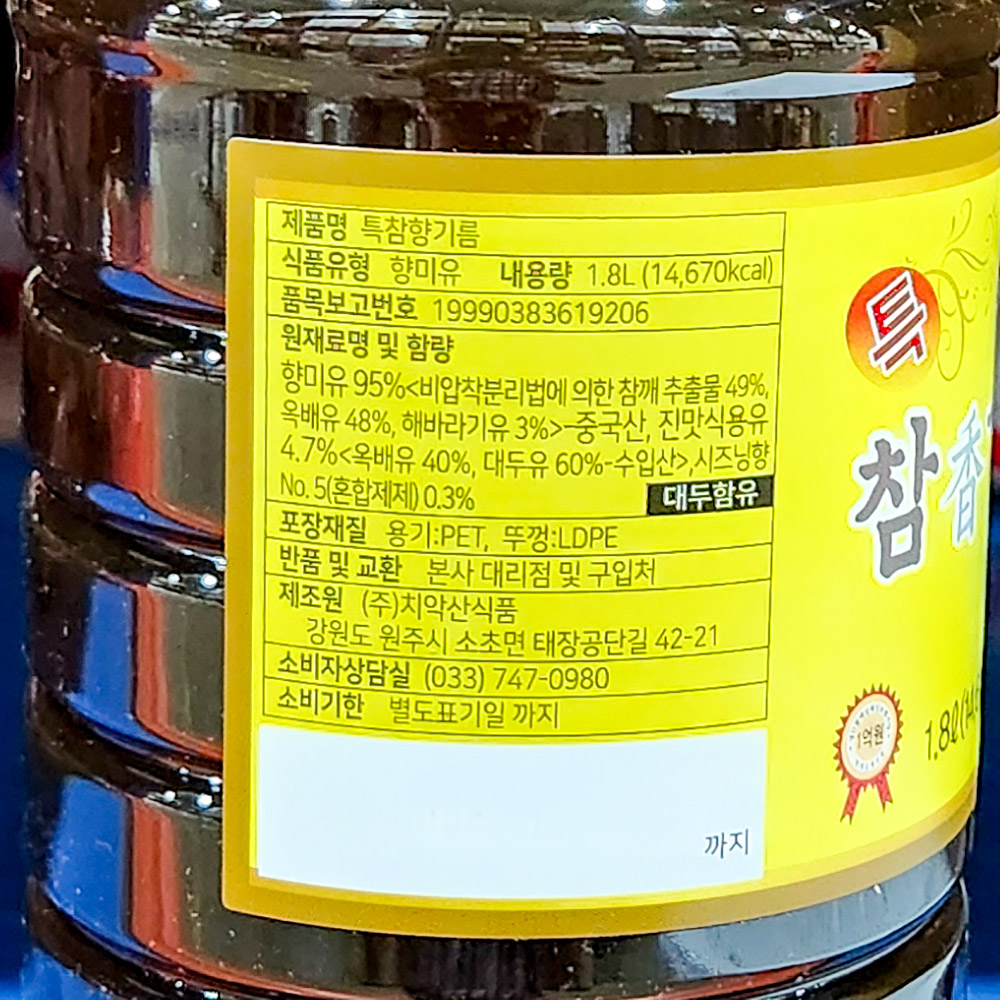 제품명 특참향기름
식품유형 향미유 내용량 1.8L (14,670kcal)
품목보고번호 19990383619206
원재료명 및 함량
향미유 95%<비압착분리법에 의한 참깨 추출물 49%,
옥배유 48%, 해바라기유 3%>-중국산, 진맛식용유
4.7%<옥배유 40%, 대두유 60%-수입산>,시즈닝향
No. 5(혼합제제) 0.3%
대두함유
포장재질 용기:PET, 뚜껑:LDPE
반품 및 교환 본사 대리점 및 구입처
제조원 (주)치악산식품
강원도 원주시 소초면 태장공단길 42-21
소비자상담실 (033) 747-0980
소비기한 별도표기일 까지
까지
특
참香
1억원
1.8ℓ(14,6